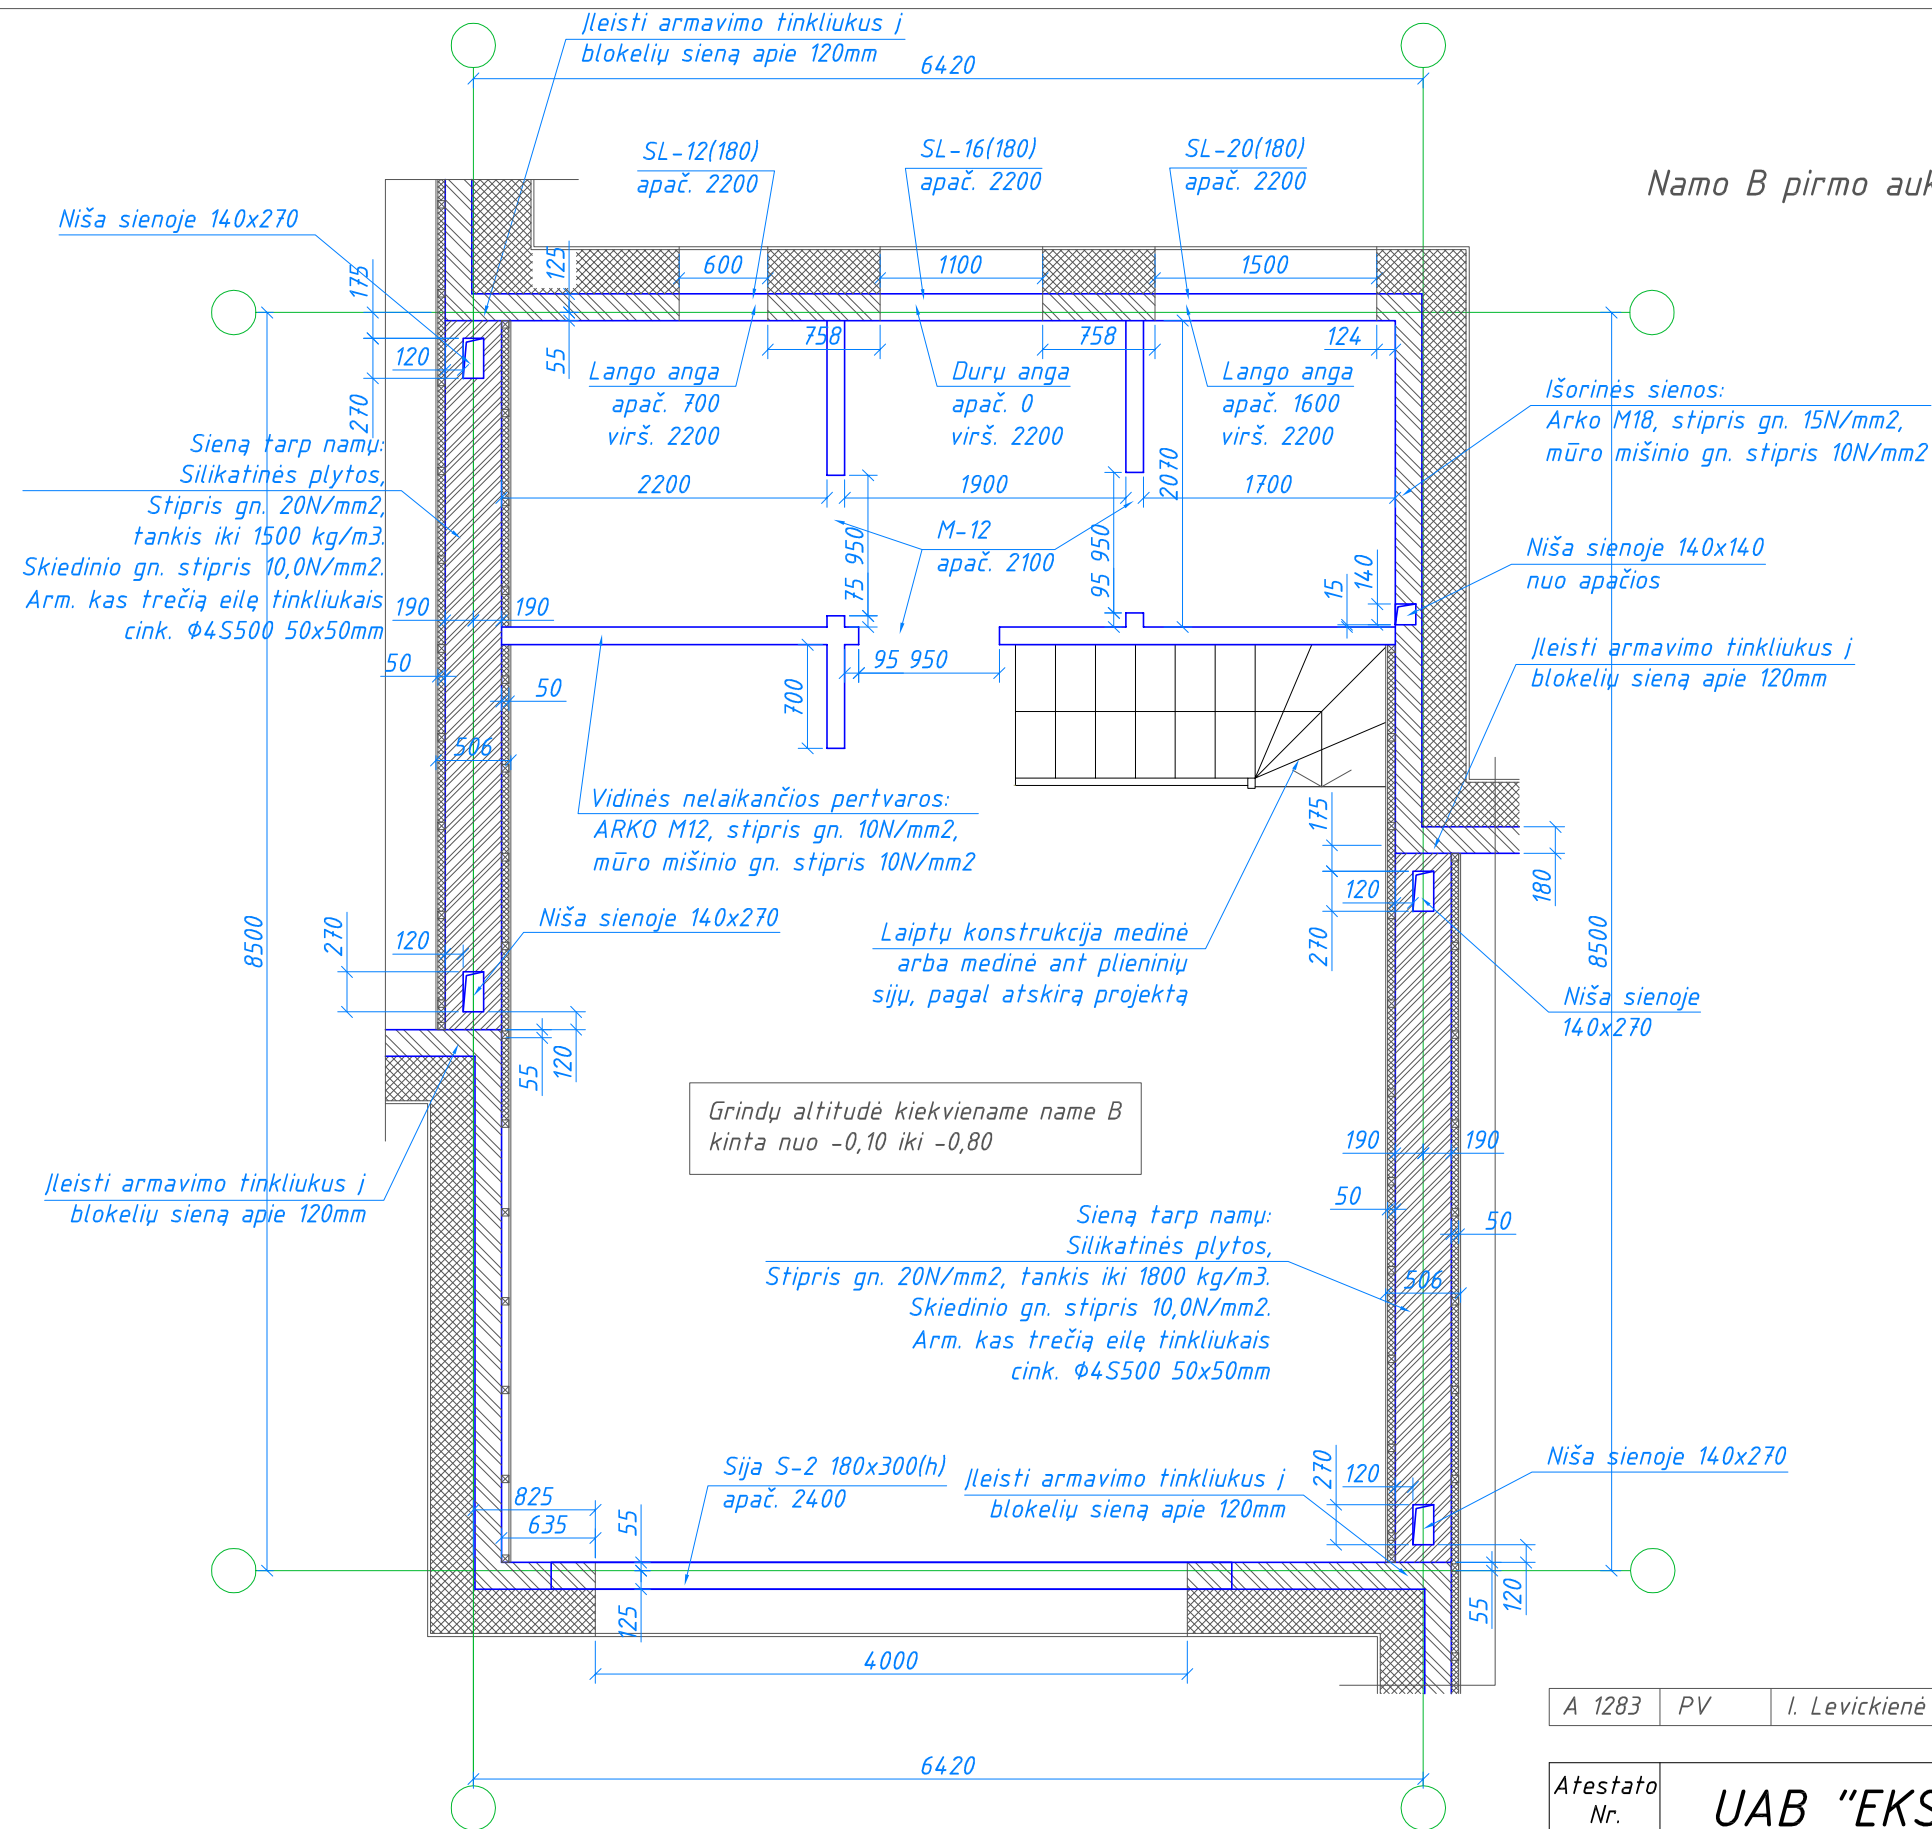 Įleisti armavimo tinkliukus į
blokelių sieną apie 120mm
6420
SL-12(180)
apač. 2200
SL-16(180)
apač. 2200
SL-20(180)
apač. 2200
Namo B pirmo auk
Niša sienoje 140x270
175
125
600
1100
1500
120
270
55
758
758
124
Lango anga
apač. 700
virš. 2200
Durų anga
apač. 0
virš. 2200
Lango anga
apač. 1600
virš. 2200
Išorinės sienos:
Arko M18, stipris gn. 15N/mm2,
mūro mišinio gn. stipris 10N/mm2
Sieną tarp namų:
Silikatinės plytos,
Stipris gn. 20N/mm2,
tankis iki 1500 kg/m3.
Skiedinio gn. stipris 10,0N/mm2.
Arm. kas trečią eilę tinkliukais
cink. Φ4S500 50x50mm
2200
1900
1700
2070
M-12
apač. 2100
75 950
95 950
15
140
Niša sienoje 140x140
nuo apačios
190
190
50
50
95 950
700
Įleisti armavimo tinkliukus į
blokelių sieną apie 120mm
506
Vidinės nelaikančios pertvaros:
ARKO M12, stipris gn. 10N/mm2,
mūro mišinio gn. stipris 10N/mm2
175
120
270
180
8500
8500
270
120
Niša sienoje 140x270
Laiptų konstrukcija medinė
arba medinė ant plieninių
sijų, pagal atskirą projektą
Niša sienoje
140x270
55
120
Grindų altitudė kiekviename name B
kinta nuo -0,10 iki -0,80
190
190
50
50
Įleisti armavimo tinkliukus į
blokelių sieną apie 120mm
Sieną tarp namų:
Silikatinės plytos,
Stipris gn. 20N/mm2, tankis iki 1800 kg/m3.
Skiedinio gn. stipris 10,0N/mm2.
Arm. kas trečią eilę tinkliukais
cink. Φ4S500 50x50mm
506
Sija S-2 180x300(h)
apač. 2400
Įleisti armavimo tinkliukus į
blokelių sieną apie 120mm
270
120
Niša sienoje 140x270
825
635
55
125
55
120
4000
A 1283 PV I. Levickienė
6420
Atestato
Nr.
UAB "EKS